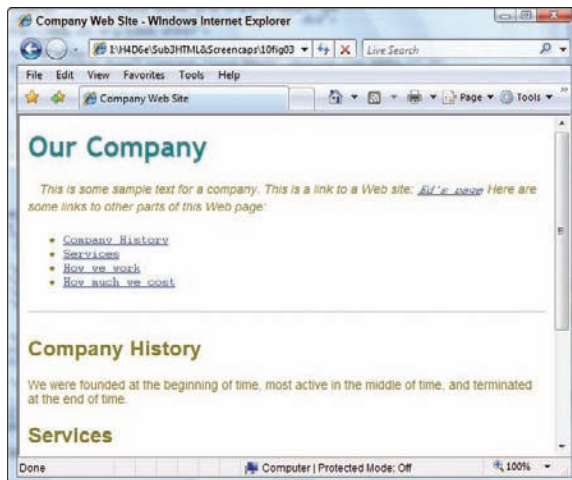 Company Web Site - Windows Internet Explorer
I:\H4D6e\Sub3HTML&Screencaps\10fig03
Live Search
File Edit View Favorites Tools Help
Company Web Site
Page
Tools
Our Company
This is some sample text for a company. This is a link to a Web site: Ed's page Here are
some links to other parts of this Web page:
• Company History
• Services
• How we work
• How much we cost
Company History
We were founded at the beginning of time, most active in the middle of time, and terminated
at the end of time.
Services
Done
Computer | Protected Mode: Off
100%